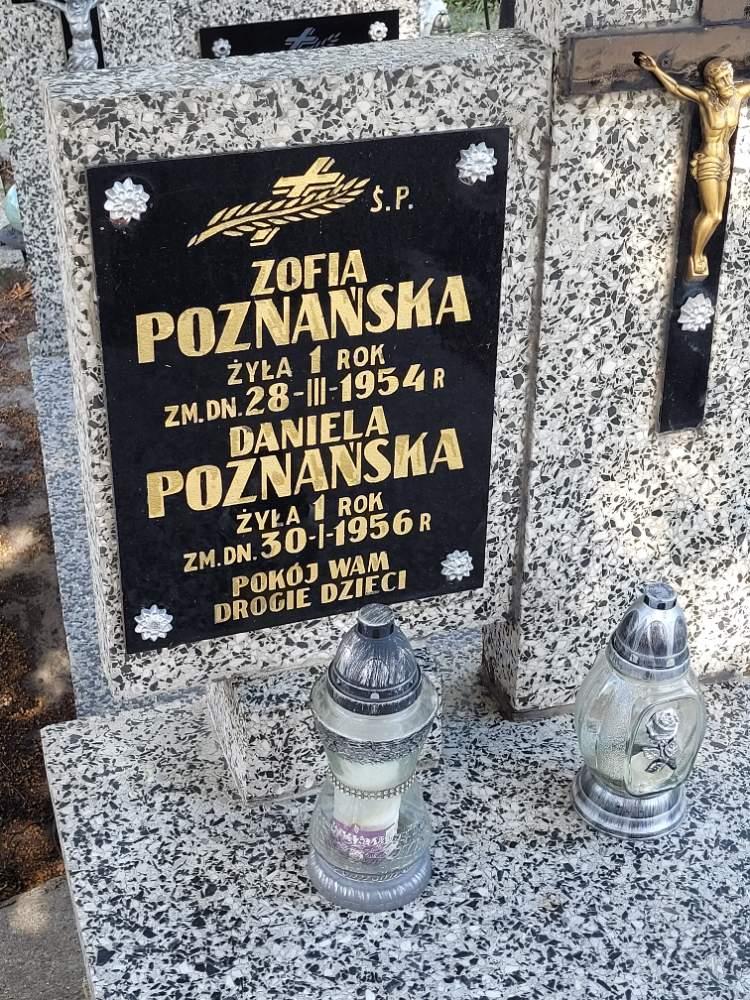 Ś.P.
ZOFIA
POZNAŃSKA
ŻYŁA 1 ROK
ZM.DN. 28-III-1954 R
DANIELA
POZNAŃSKA
ŻYŁA 1 ROK
ZM.DN. 30-I-1956 R
POKÓJ WAM
DROGIE DZIECI